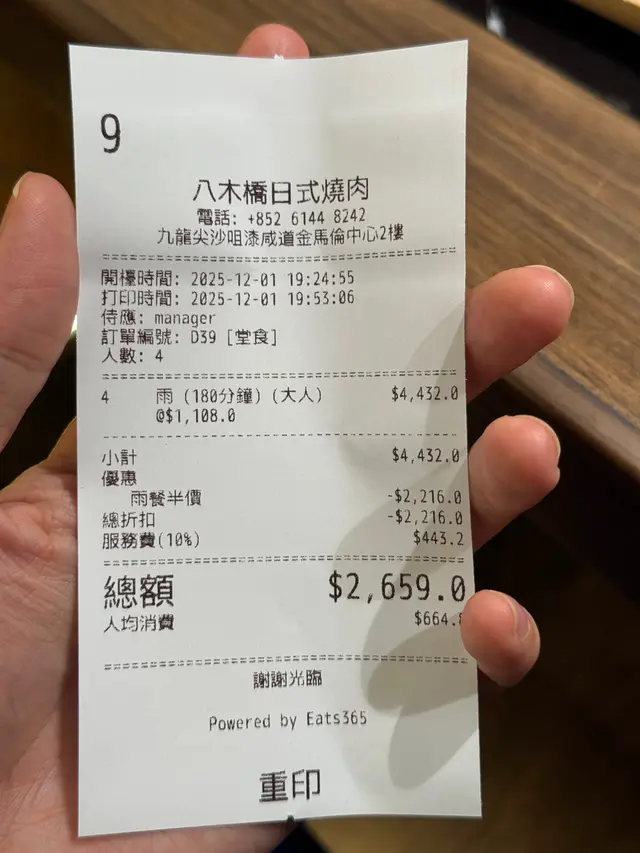 9
八木橋日式燒肉
電話: +852 6144 8242
九龍尖沙咀漆咸道金馬倫中心2樓
開檯時間: 2025-12-01 19:24:55
打印時間: 2025-12-01 19:53:06
侍應: manager
訂單編號: D39 [堂食]
人數: 4
4 雨 (180分鐘) (大人) $4,432.0
@$1,108.0
小計 $4,432.0
優惠
雨餐半價 -$2,216.0
總折扣 -$2,216.0
服務費(10%) $443.2
總額 $2,659.0
人均消費 $664.
謝謝光臨
Powered by Eats365
重印